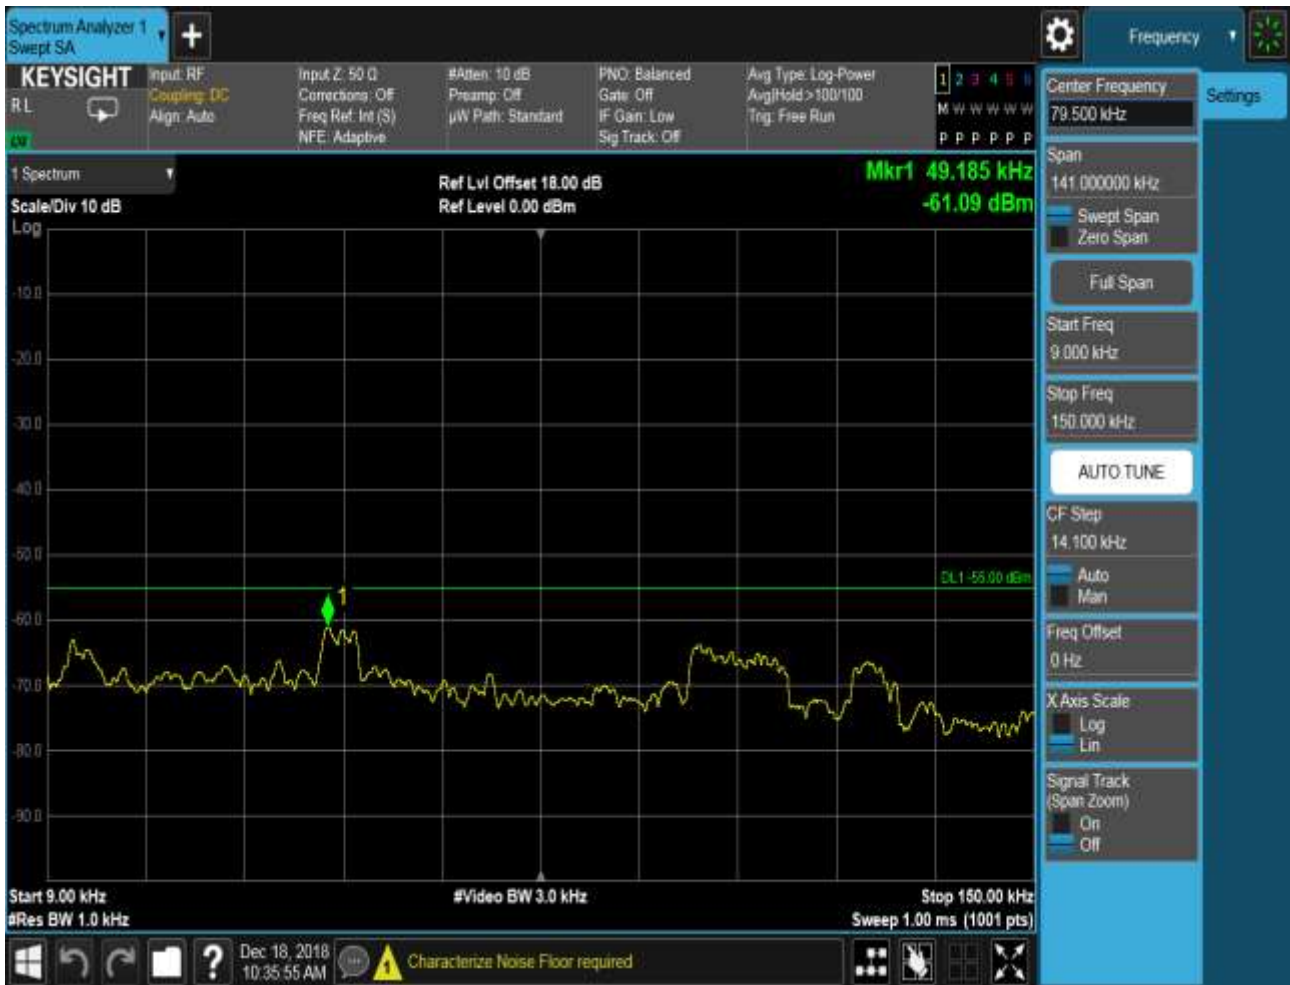 Spectrum Analyzer 1
Swept SA
+
Frequency
KEYSIGHT
R L
Input: RF
Coupling: DC
Align: Auto
Input Z: 50 Ω
Corrections: Off
Freq Ref: Int (S)
NFE: Adaptive
#Atten: 10 dB
Preamp: Off
µW Path: Standard
PNO: Balanced
Gate: Off
IF Gain: Low
Sig Track: Off
Avg Type: Log-Power
Avg|Hold:>100/100
Trig: Free Run
1 2 3 4 5 6
M W W W W W
P P P P P P
Center Frequency
79.500 kHz
Settings
Span
141.000000 kHz
Swept Span
Zero Span
Full Span
Start Freq
9.000 kHz
Stop Freq
150.000 kHz
AUTO TUNE
CF Step
14.100 kHz
Auto
Man
Freq Offset
0 Hz
X Axis Scale
Log
Lin
Signal Track
(Span Zoom)
On
Off
1 Spectrum
Scale/Div 10 dB
Log
Ref Lvl Offset 18.00 dB
Ref Level 0.00 dBm
Mkr1 49.185 kHz
-61.09 dBm
-10.0
-20.0
-30.0
-40.0
-50.0
DL1 -55.00 dBm
1
-60.0
-70.0
-80.0
-90.0
Start 9.00 kHz
#Video BW 3.0 kHz
Stop 150.00 kHz
#Res BW 1.0 kHz
Sweep 1.00 ms (1001 pts)
?
Dec 18, 2018
10:35:55 AM
1
Characterize Noise Floor required